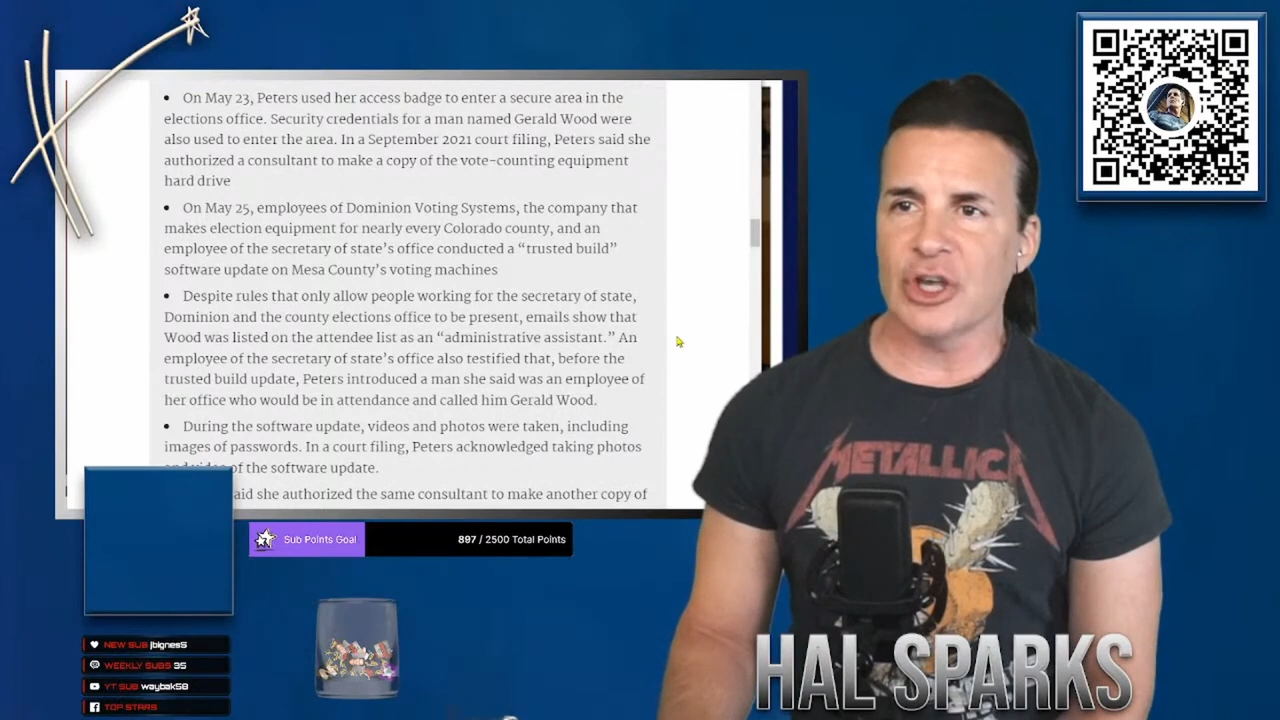 On May 23, Peters used her access badge to enter a secure area in the
elections office. Security credentials for a man named Gerald Wood were
also used to enter the area. In a September 2021 court filing, Peters said she
authorized a consultant to make a copy of the vote-counting equipment
hard drive
On May 25, employees of Dominion Voting Systems, the company that
makes election equipment for nearly every Colorado county, and an
employee of the secretary of state’s office conducted a “trusted build”
software update on Mesa County’s voting machines
Despite rules that only allow people working for the secretary of state,
Dominion and the county elections office to be present, emails show that
Wood was listed on the attendee list as an “administrative assistant.” An
employee of the secretary of state’s office also testified that, before the
trusted build update, Peters introduced a man she said was an employee of
her office who would be in attendance and called him Gerald Wood.
During the software update, videos and photos were taken, including
images of passwords. In a court filing, Peters acknowledged taking photos
and video of the software update.
said she authorized the same consultant to make another copy of
Sub Points Goal 897 / 2500 Total Points
NEW SUB jbignes5
WEEKLY SUBS 35
YT SUB waybak58
TOP STARS
METALLICA
HAL SPARKS